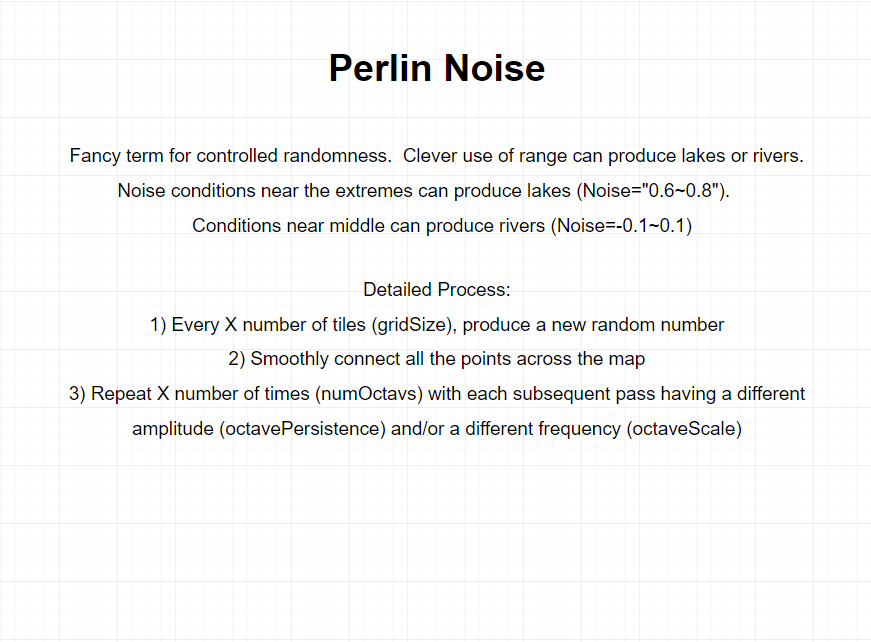 Perlin Noise
Fancy term for controlled randomness.  Clever use of range can produce lakes or rivers.
Noise conditions near the extremes can produce lakes (Noise="0.6~0.8").
Conditions near middle can produce rivers (Noise=-0.1~0.1)
Detailed Process:
1) Every X number of tiles (gridSize), produce a new random number
2) Smoothly connect all the points across the map
3) Repeat X number of times (numOctavs) with each subsequent pass having a different
amplitude (octavePersistence) and/or a different frequency (octaveScale)